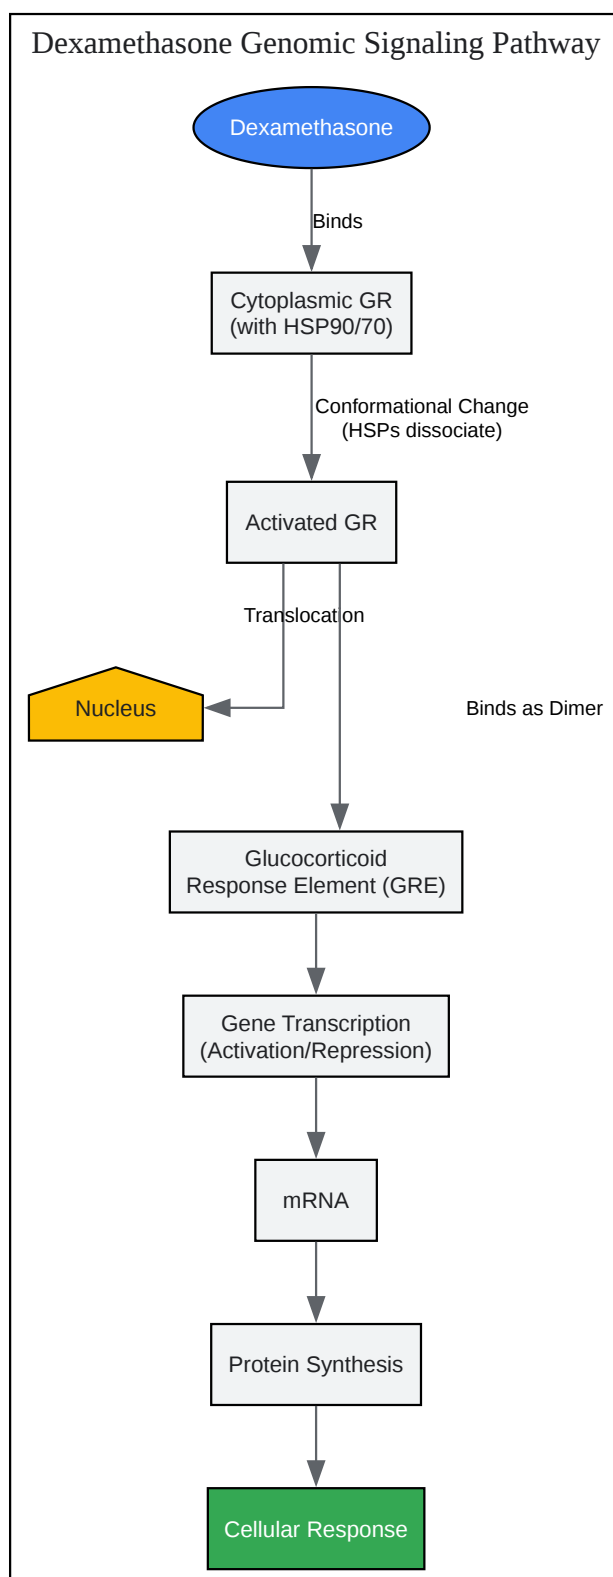 Dexamethasone Genomic Signaling Pathway
Dexamethasone
Binds
Cytoplasmic GR
(with HSP90/70)
Conformational Change
(HSPs dissociate)
Activated GR
Translocation
Nucleus
Binds as Dimer
Glucocorticoid
Response Element (GRE)
Gene Transcription
(Activation/Repression)
mRNA
Protein Synthesis
Cellular Response